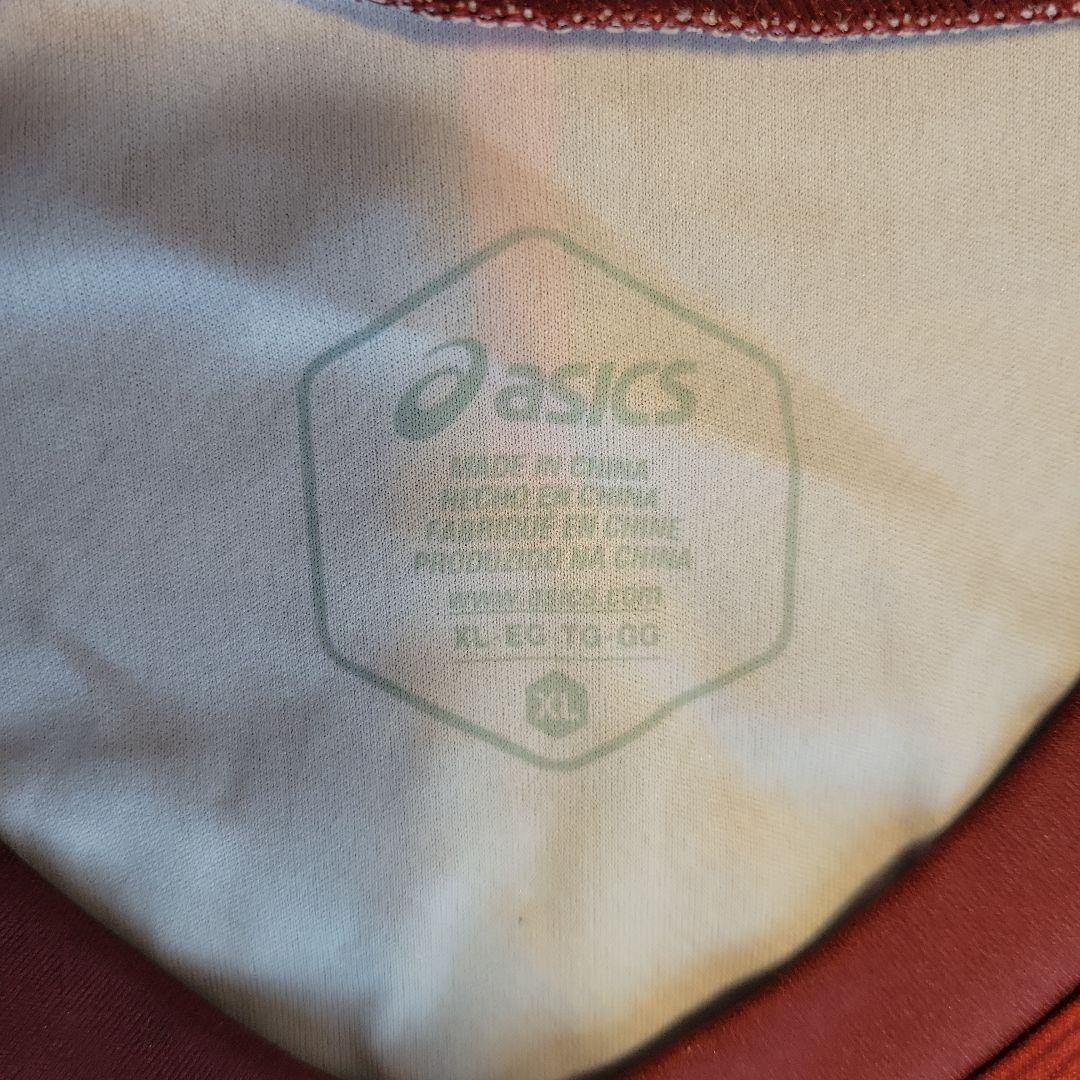 asics
MADE IN CHINA
HECHO EN CHINA
FABRIQUE EN CHINE
PRODUZIDO NA CHINA
www.asics.com
XL-EG TG-GG
XL